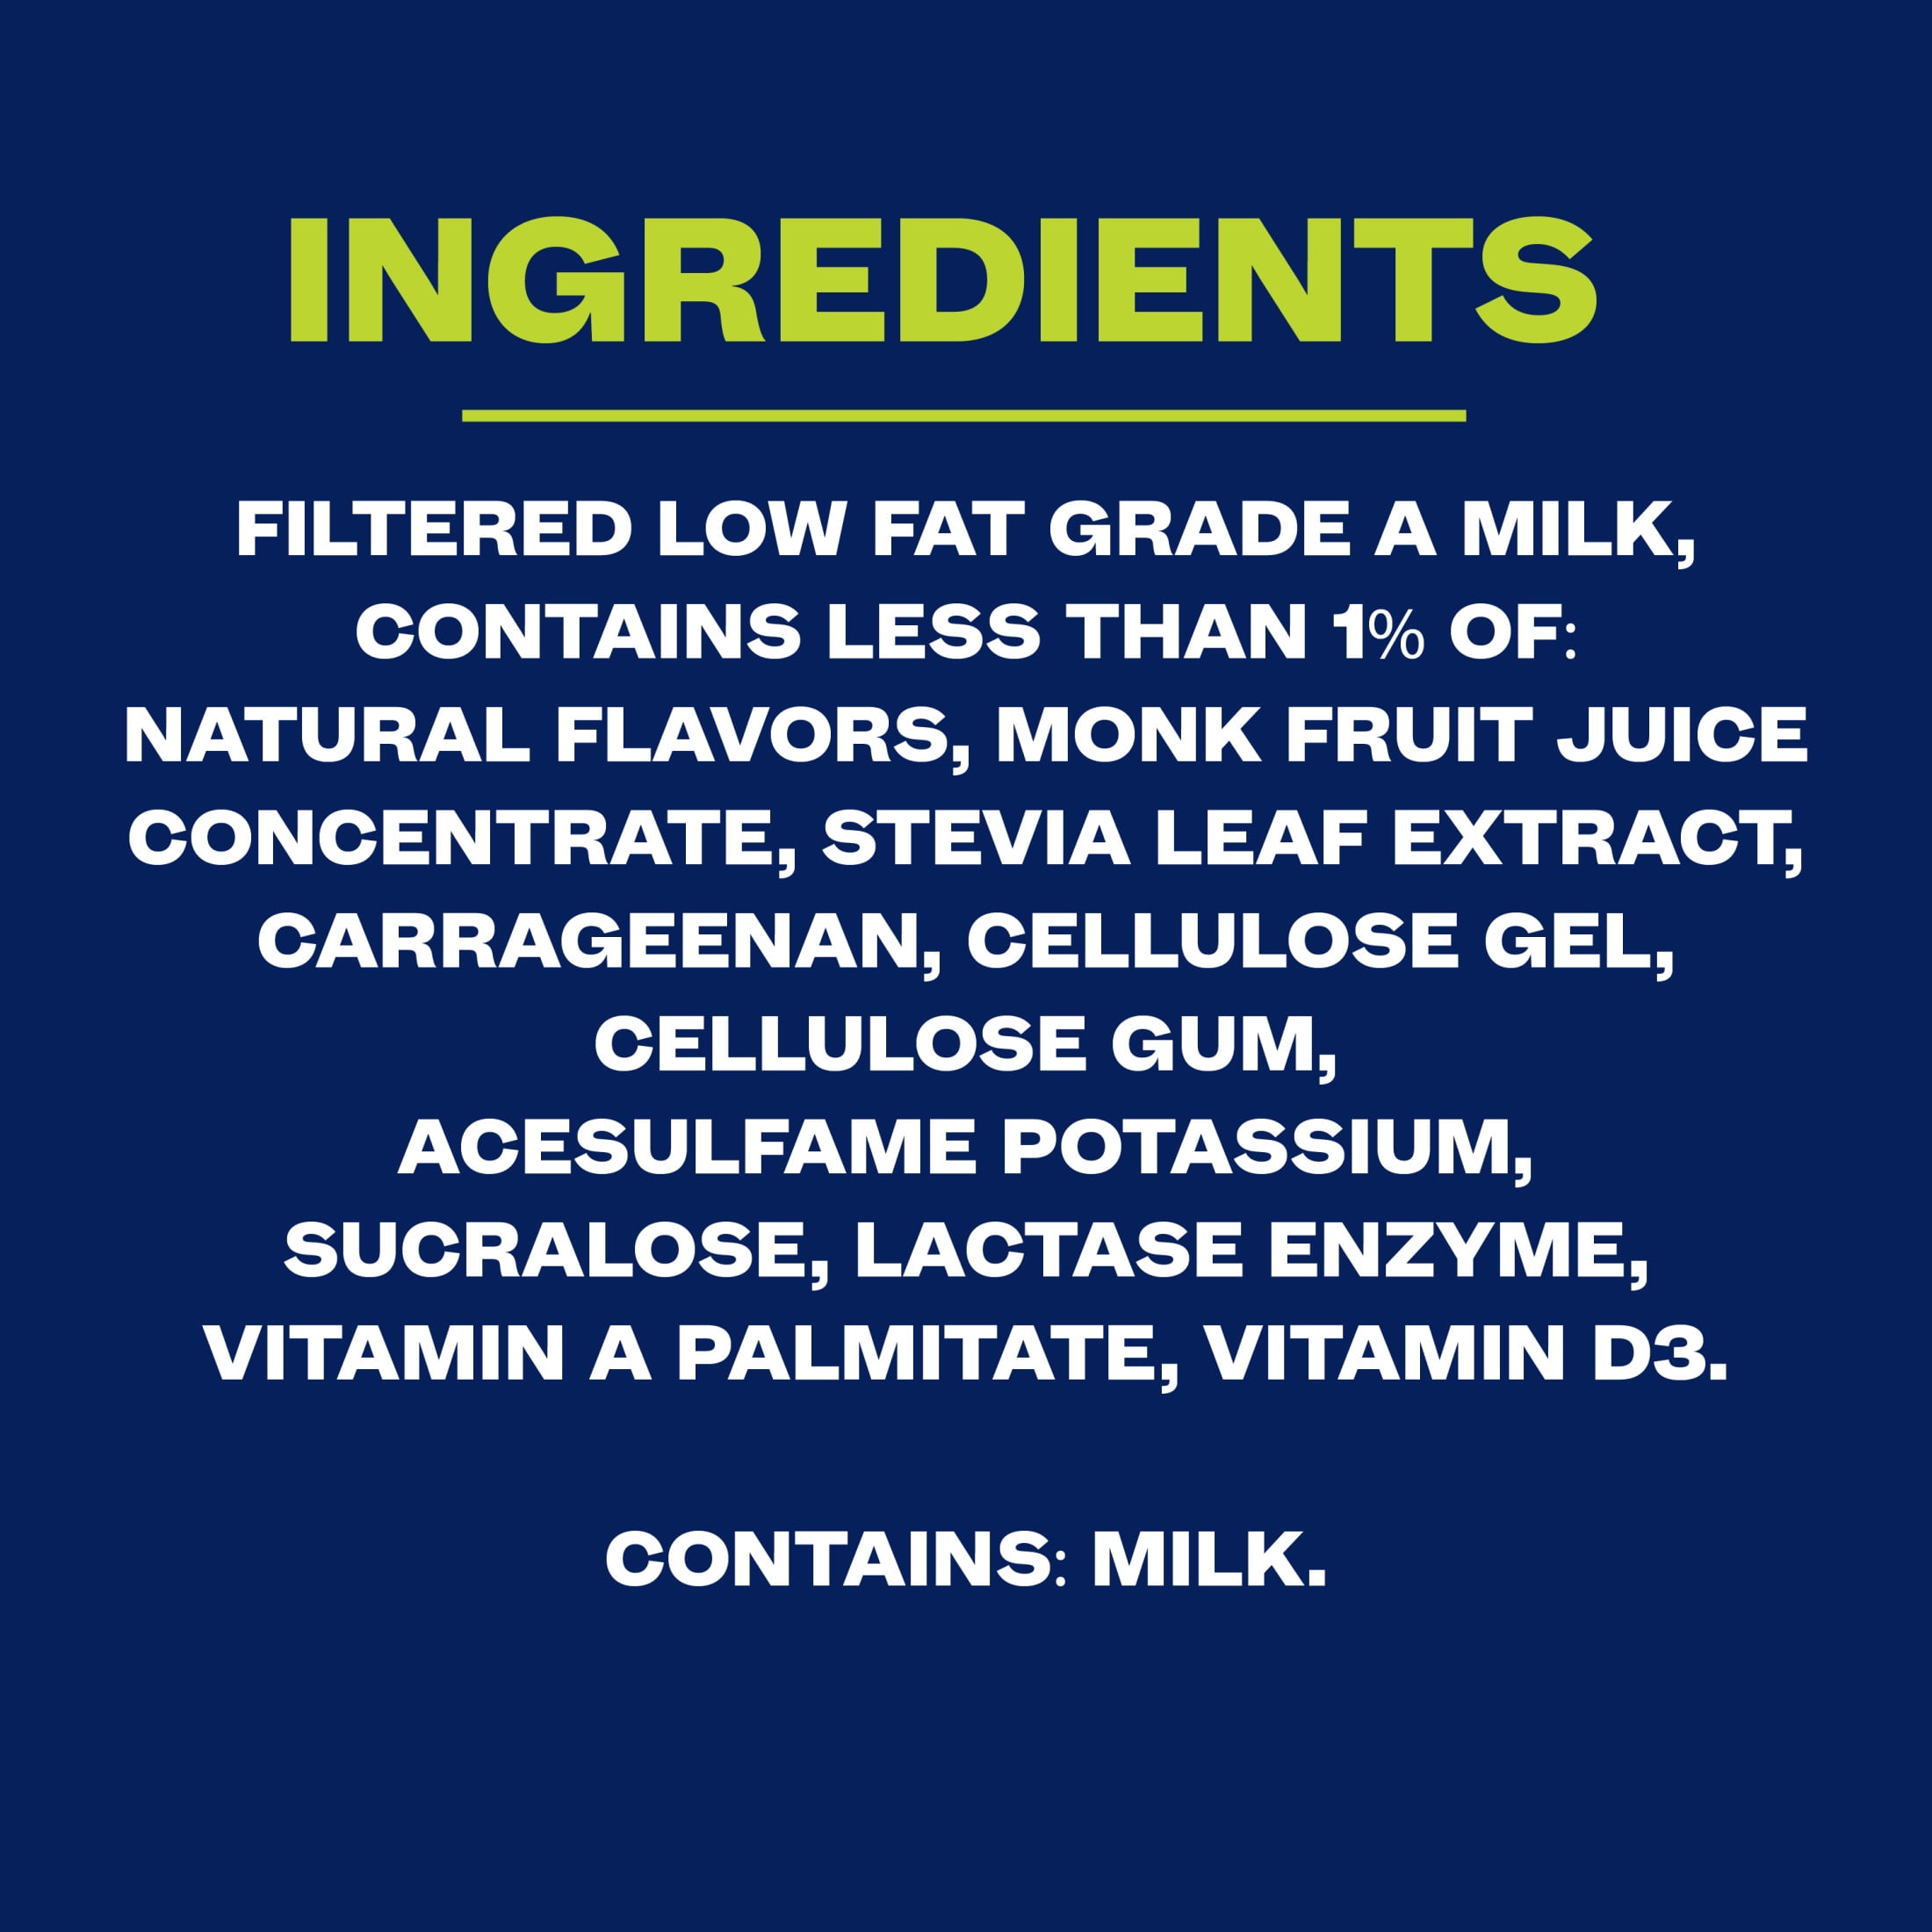 INGREDIENTS
FILTERED LOW FAT GRADE A MILK,
CONTAINS LESS THAN 1% OF:
NATURAL FLAVORS, MONK FRUIT JUICE
CONCENTRATE, STEVIA LEAF EXTRACT,
CARRAGEENAN, CELLULOSE GEL,
CELLULOSE GUM,
ACESULFAME POTASSIUM,
SUCRALOSE, LACTASE ENZYME,
VITAMIN A PALMITATE, VITAMIN D3.
CONTAINS: MILK.